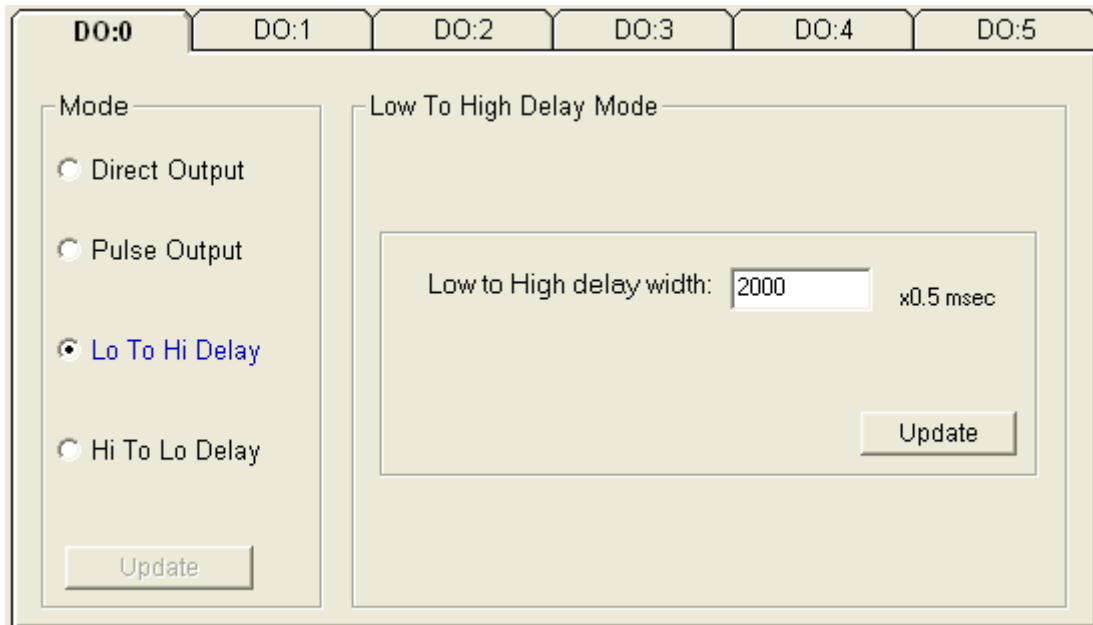 DO:0 DO:1 DO:2 DO:3 DO:4 DO:5
Mode
Direct Output
Pulse Output
Lo To Hi Delay
Hi To Lo Delay
Update
Low To High Delay Mode
Low to High delay width: 2000 x0.5 msec
Update